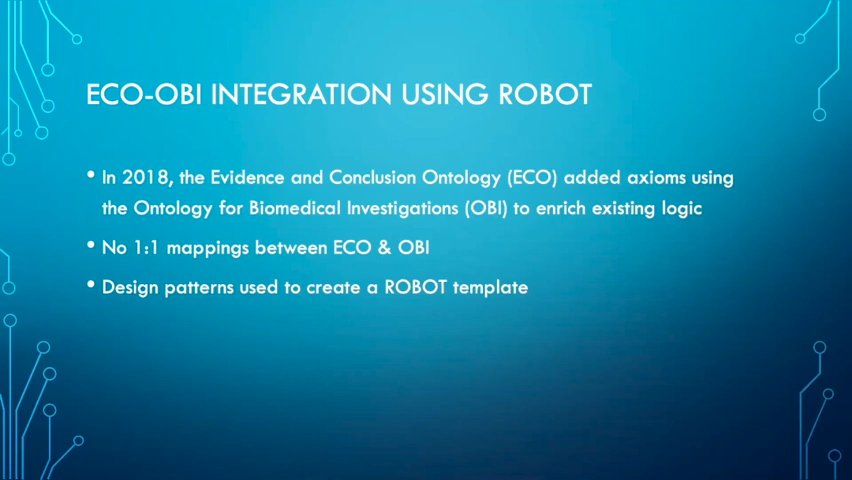 ECO-OBI INTEGRATION USING ROBOT
• In 2018, the Evidence and Conclusion Ontology (ECO) added axioms using
the Ontology for Biomedical Investigations (OBI) to enrich existing logic
• No 1:1 mappings between ECO & OBI
• Design patterns used to create a ROBOT template